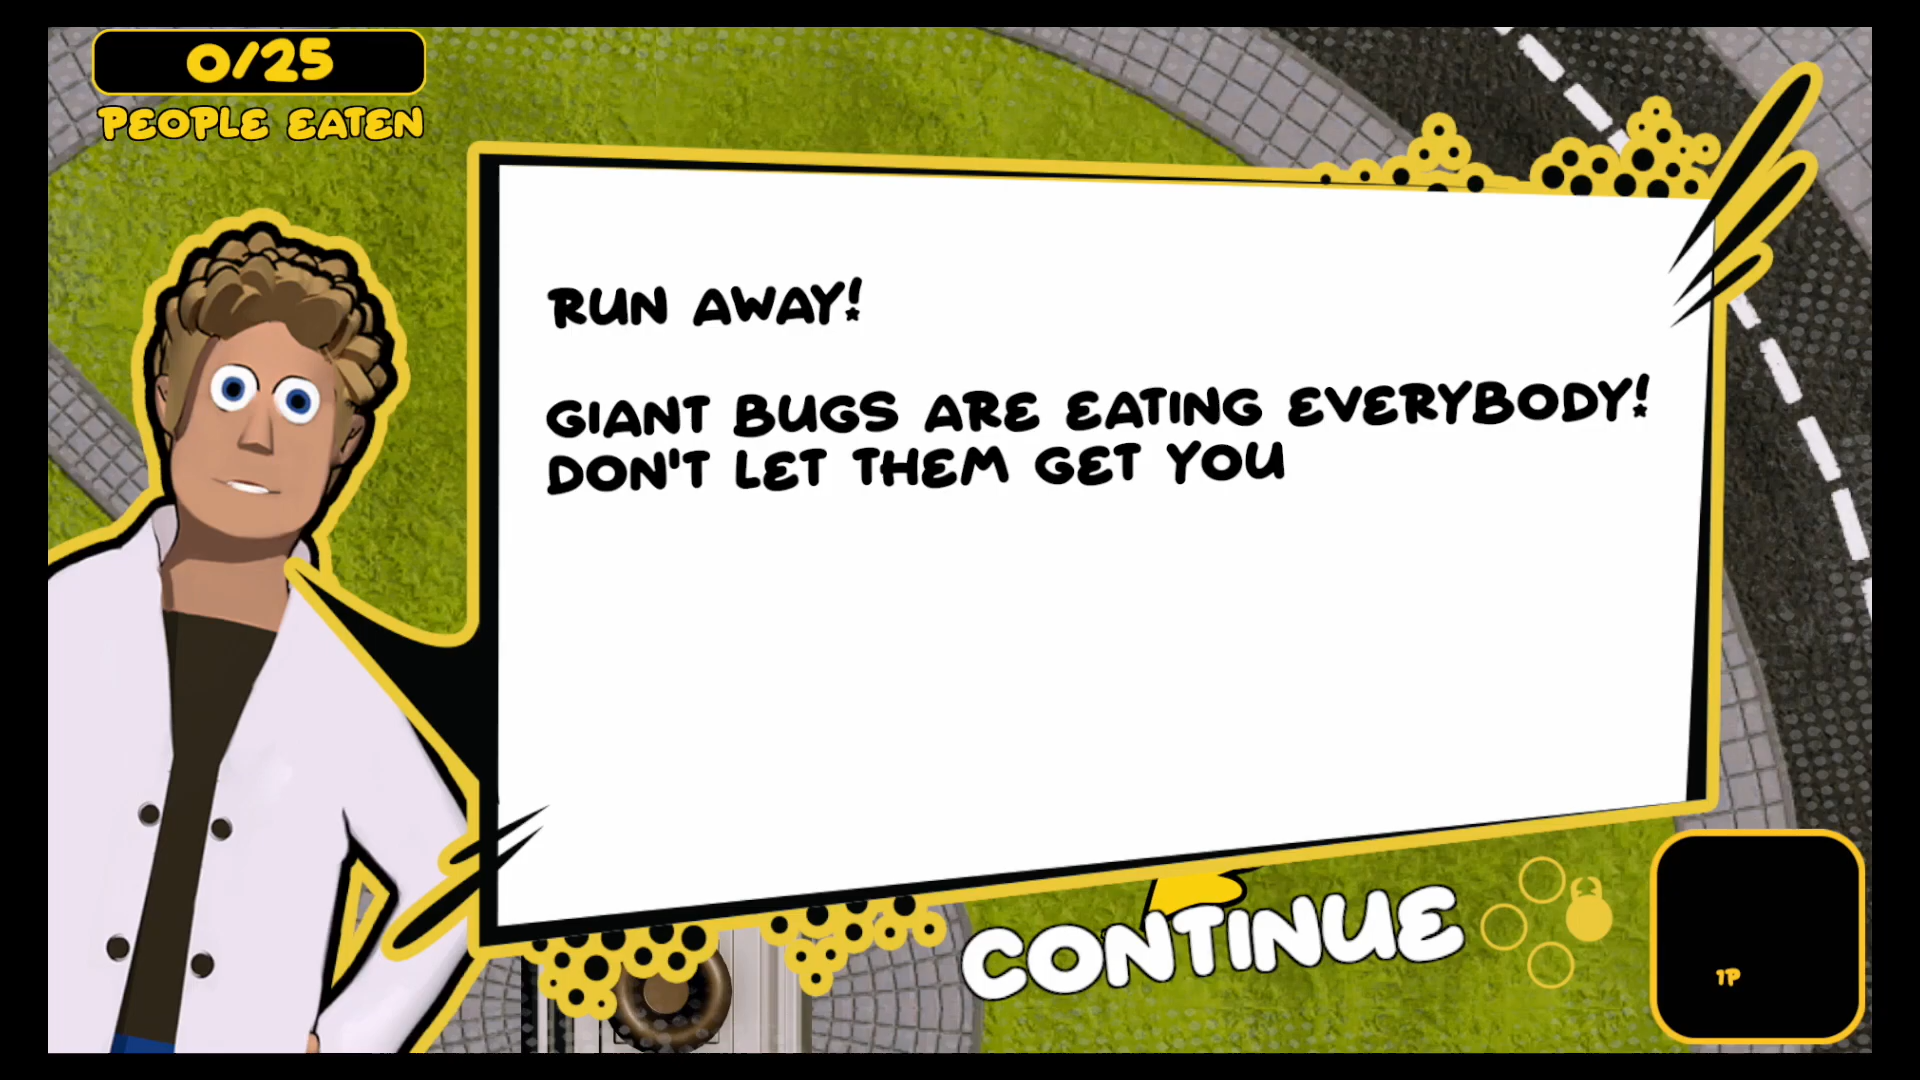 0/25
PEOPLE EATEN
RUN AWAY!
GIANT BUGS ARE EATING EVERYBODY!
DON'T LET THEM GET YOU
CONTINUE
1P